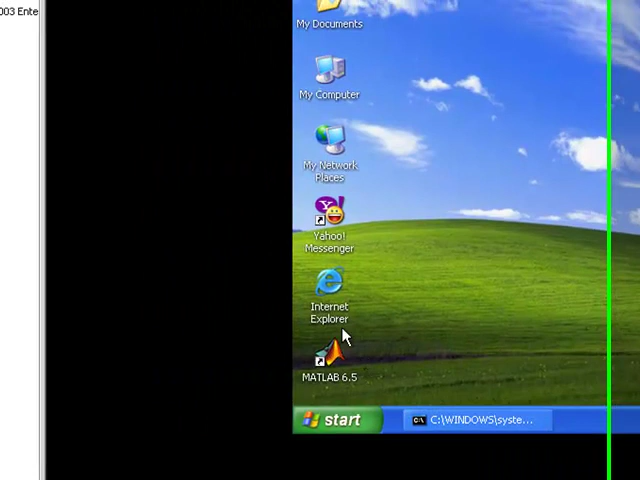 003 Ente
My Documents
My Computer
My Network
Places
Yahoo!
Messenger
Internet
Explorer
MATLAB 6.5
start
C:\WINDOWS\syste...